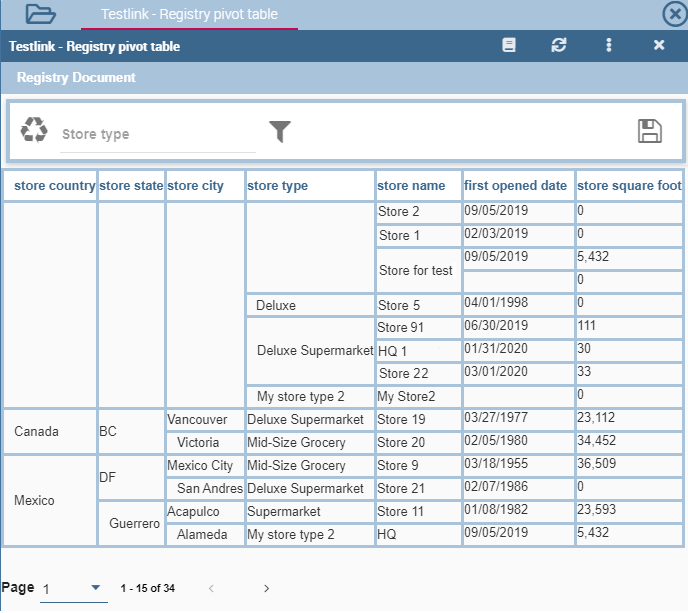 Testlink - Registry pivot table
Testlink - Registry pivot table
Registry Document
Store type
store country store state store city store type store name first opened date store square foot
Store 2 09/05/2019 0
Store 1 02/03/2019 0
Store for test 09/05/2019 5,432
0
Deluxe Store 5 04/01/1998 0
Deluxe Supermarket Store 91 06/30/2019 111
HQ 1 01/31/2020 30
Store 22 03/01/2020 33
My store type 2 My Store2 0
Canada BC Vancouver Deluxe Supermarket Store 19 03/27/1977 23,112
Victoria Mid-Size Grocery Store 20 02/05/1980 34,452
Mexico DF Mexico City Mid-Size Grocery Store 9 03/18/1955 36,509
San Andres Deluxe Supermarket Store 21 02/07/1986 0
Guerrero Acapulco Supermarket Store 11 01/08/1982 23,593
Alameda My store type 2 HQ 09/05/2019 5,432
Page 1 1 - 15 of 34